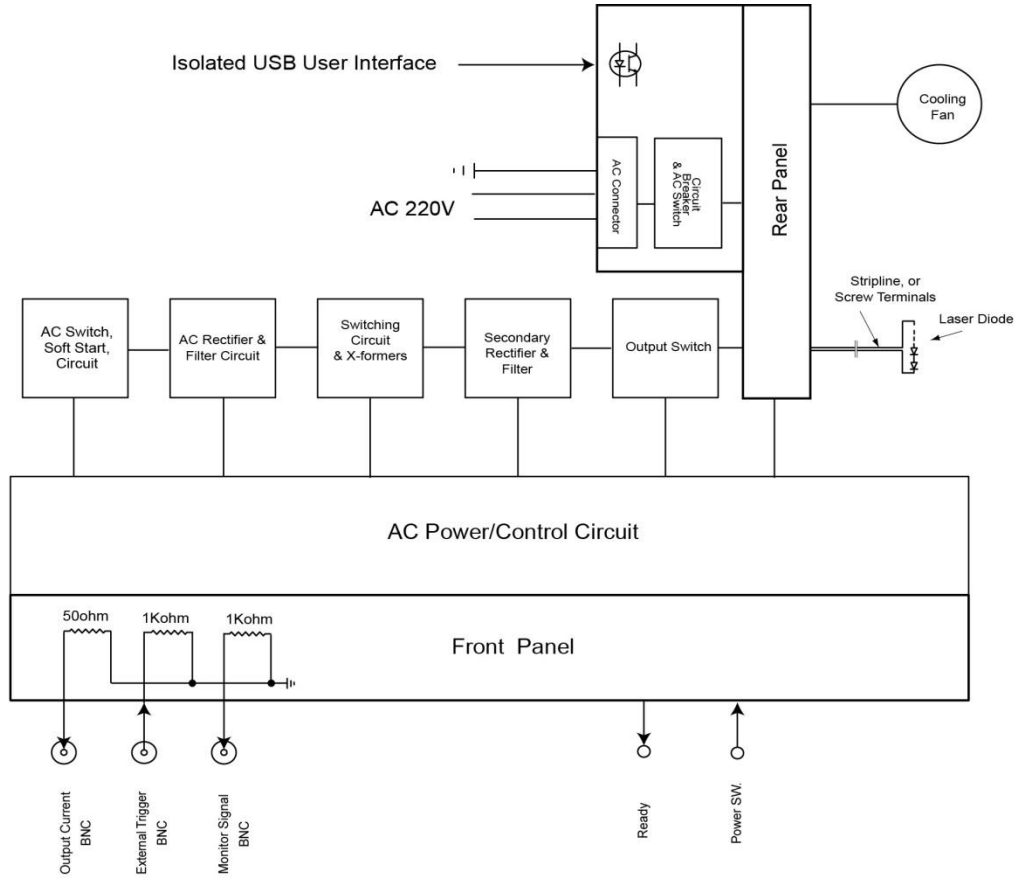 Isolated USB User Interface
AC 220V
AC Connector
Circuit
Breaker
& AC Switch
Rear Panel
Cooling
Fan
Stripline, or
Screw Terminals
Laser Diode
AC Switch,
Soft Start,
Circuit
AC Rectifier &
Filter Circuit
Switching
Circuit
& X-formers
Secondary
Rectifier &
Filter
Output Switch
AC Power/Control Circuit
50ohm
1Kohm
1Kohm
Front Panel
Output Current
BNC
External Trigger
BNC
Monitor Signal
BNC
Ready
Power SW.